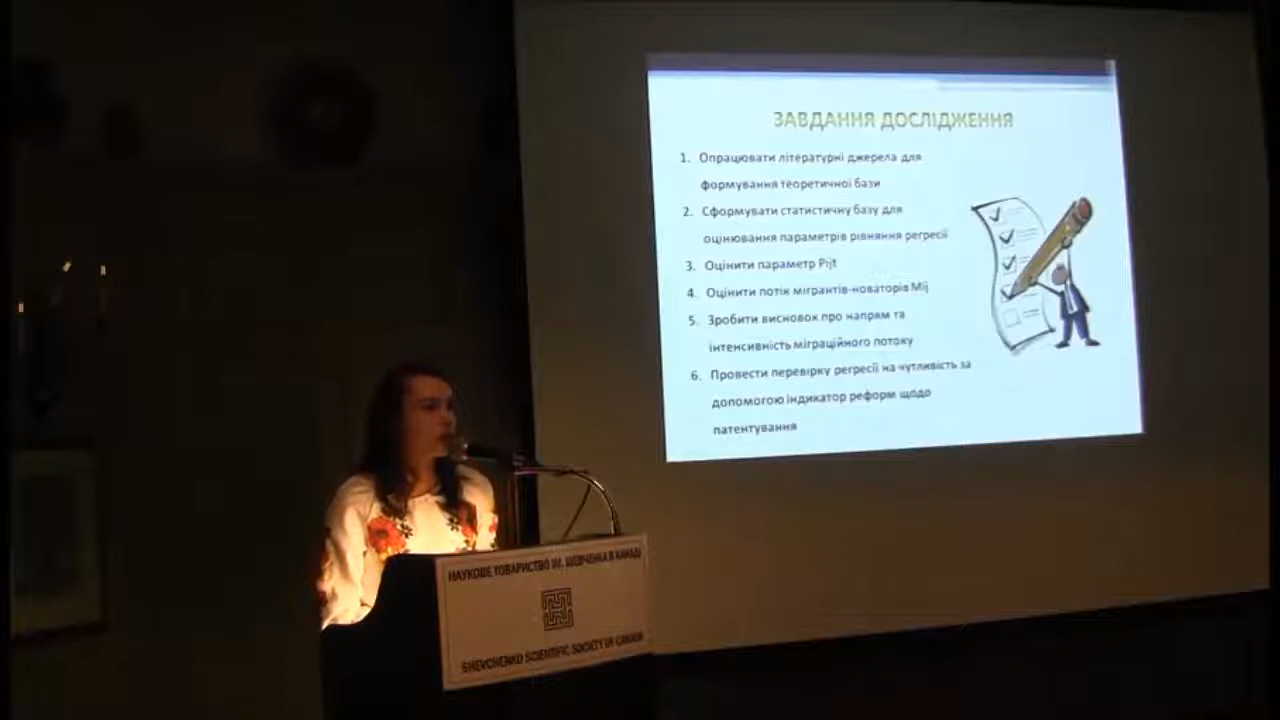 ЗАВДАННЯ ДОСЛІДЖЕННЯ
1. Опрацювати літературні джерела для
формування теоретичної бази
2. Сформувати статистичну базу для
оцінювання параметрів рівняння регресії
3. Оцінити параметр Pijt
4. Оцінити потік мігрантів-новаторів Mij
5. Зробити висновок про напрям та
інтенсивність міграційного потоку
6. Провести перевірку регресії на чутливість за
допомогою індикатор реформ щодо
патентування
НАУКОВЕ ТОВАРИСТВО ІМ. ШЕВЧЕНКА В КАНАДІ
SHEVCHENKO SCIENTIFIC SOCIETY OF CANADA